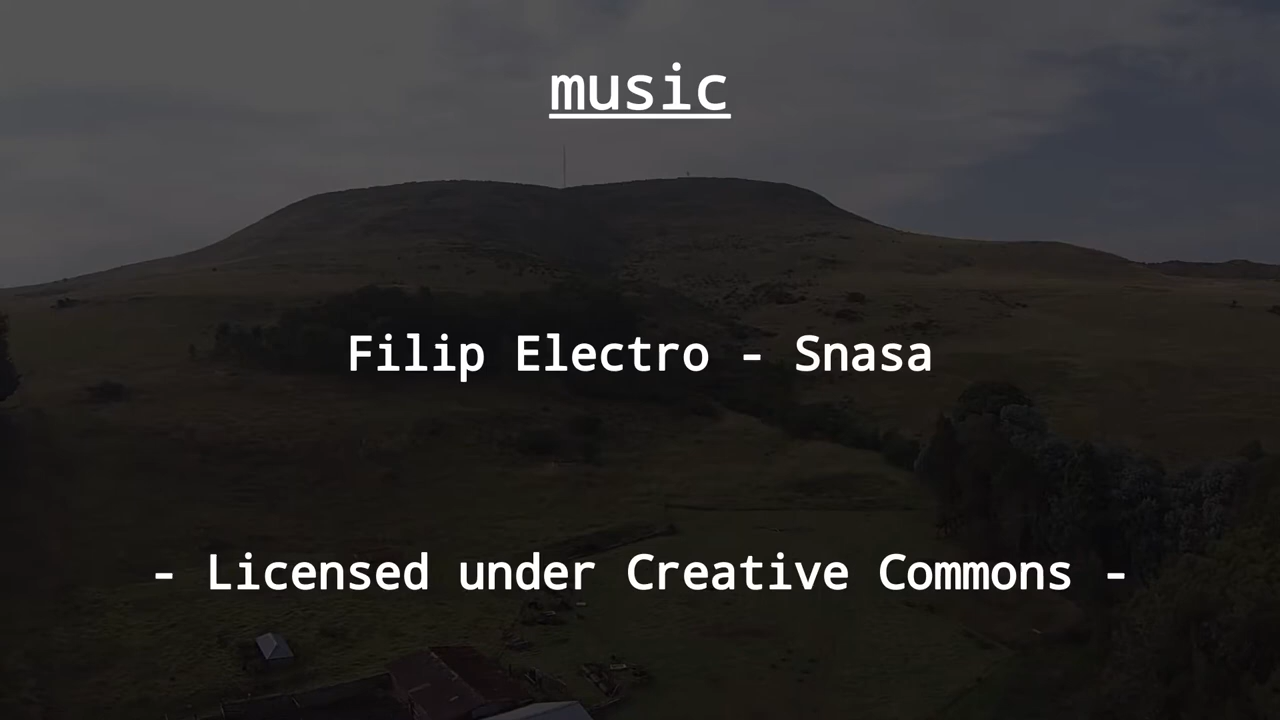 music
Filip Electro - Snasa
- Licensed under Creative Commons -